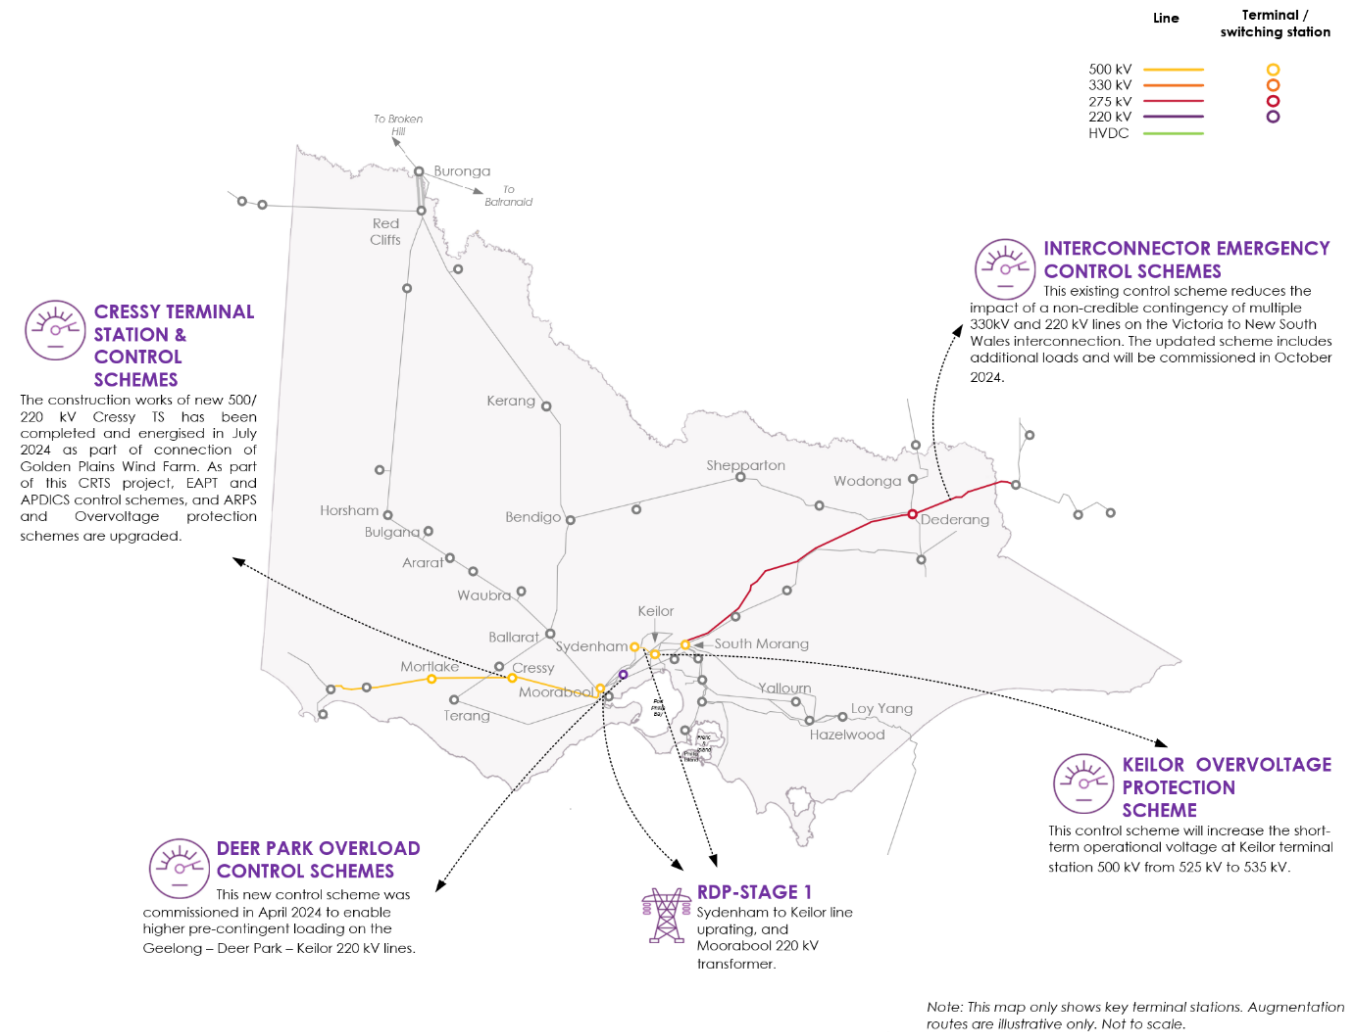 Line
Terminal /
switching station
500 kV
330 kV
275 kV
220 kV
HVDC
To Broken
Hill
Buronga
To
Balranald
Red
Cliffs
INTERCONNECTOR EMERGENCY
CONTROL SCHEMES
This existing control scheme reduces the
impact of a non-credible contingency of multiple
330kV and 220 kV lines on the Victoria to New South
Wales interconnection. The updated scheme includes
additional loads and will be commissioned in October
2024.
CRESSY TERMINAL
STATION &
CONTROL
SCHEMES
The construction works of new 500/
220 kV Cressy TS has been
completed and energised in July
2024 as part of connection of
Golden Plains Wind Farm. As part
of this CRTS project, EAPT and
APDICS control schemes, and ARPS
and Overvoltage protection
schemes are upgraded.
Kerang
Shepparton
Wodonga
Horsham
Bendigo
Dederang
Bulgana
Ararat
Waubra
Keilor
Ballarat
Sydenham
South Morang
Mortlake
Cressy
Moorabool
Yallourn
Terang
Port
Phillip
Bay
Loy Yang
Hazelwood
KEILOR OVERVOLTAGE
PROTECTION
SCHEME
This control scheme will increase the short-
term operational voltage at Keilor terminal
station 500 kV from 525 kV to 535 kV.
DEER PARK OVERLOAD
CONTROL SCHEMES
This new control scheme was
commissioned in April 2024 to enable
higher pre-contingent loading on the
Geelong – Deer Park – Keilor 220 kV lines.
RDP-STAGE 1
Sydenham to Keilor line
uprating, and
Moorabool 220 kV
transformer.
Note: This map only shows key terminal stations. Augmentation
routes are illustrative only. Not to scale.